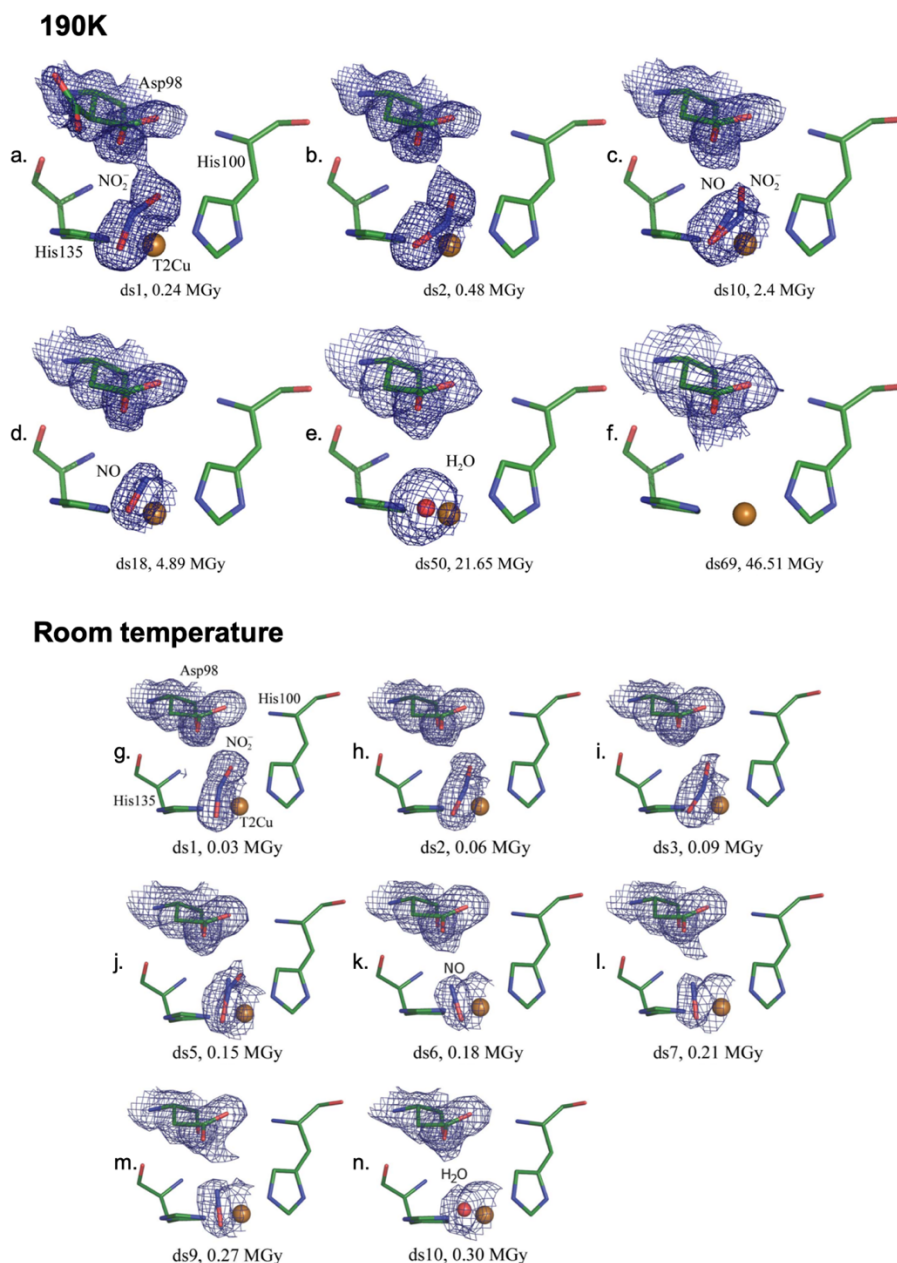 190K
Asp98
a.
b.
c.
His100
NO₂⁻
NO
NO₂⁻
His135
T2Cu
ds1, 0.24 MGy
ds2, 0.48 MGy
ds10, 2.4 MGy
d.
e.
f.
NO
H₂O
ds18, 4.89 MGy
ds50, 21.65 MGy
ds69, 46.51 MGy
Room temperature
Asp98
His100
g.
h.
i.
NO₂⁻
His135
T2Cu
ds1, 0.03 MGy
ds2, 0.06 MGy
ds3, 0.09 MGy
j.
k.
l.
NO
ds5, 0.15 MGy
ds6, 0.18 MGy
ds7, 0.21 MGy
m.
n.
H₂O
ds9, 0.27 MGy
ds10, 0.30 MGy